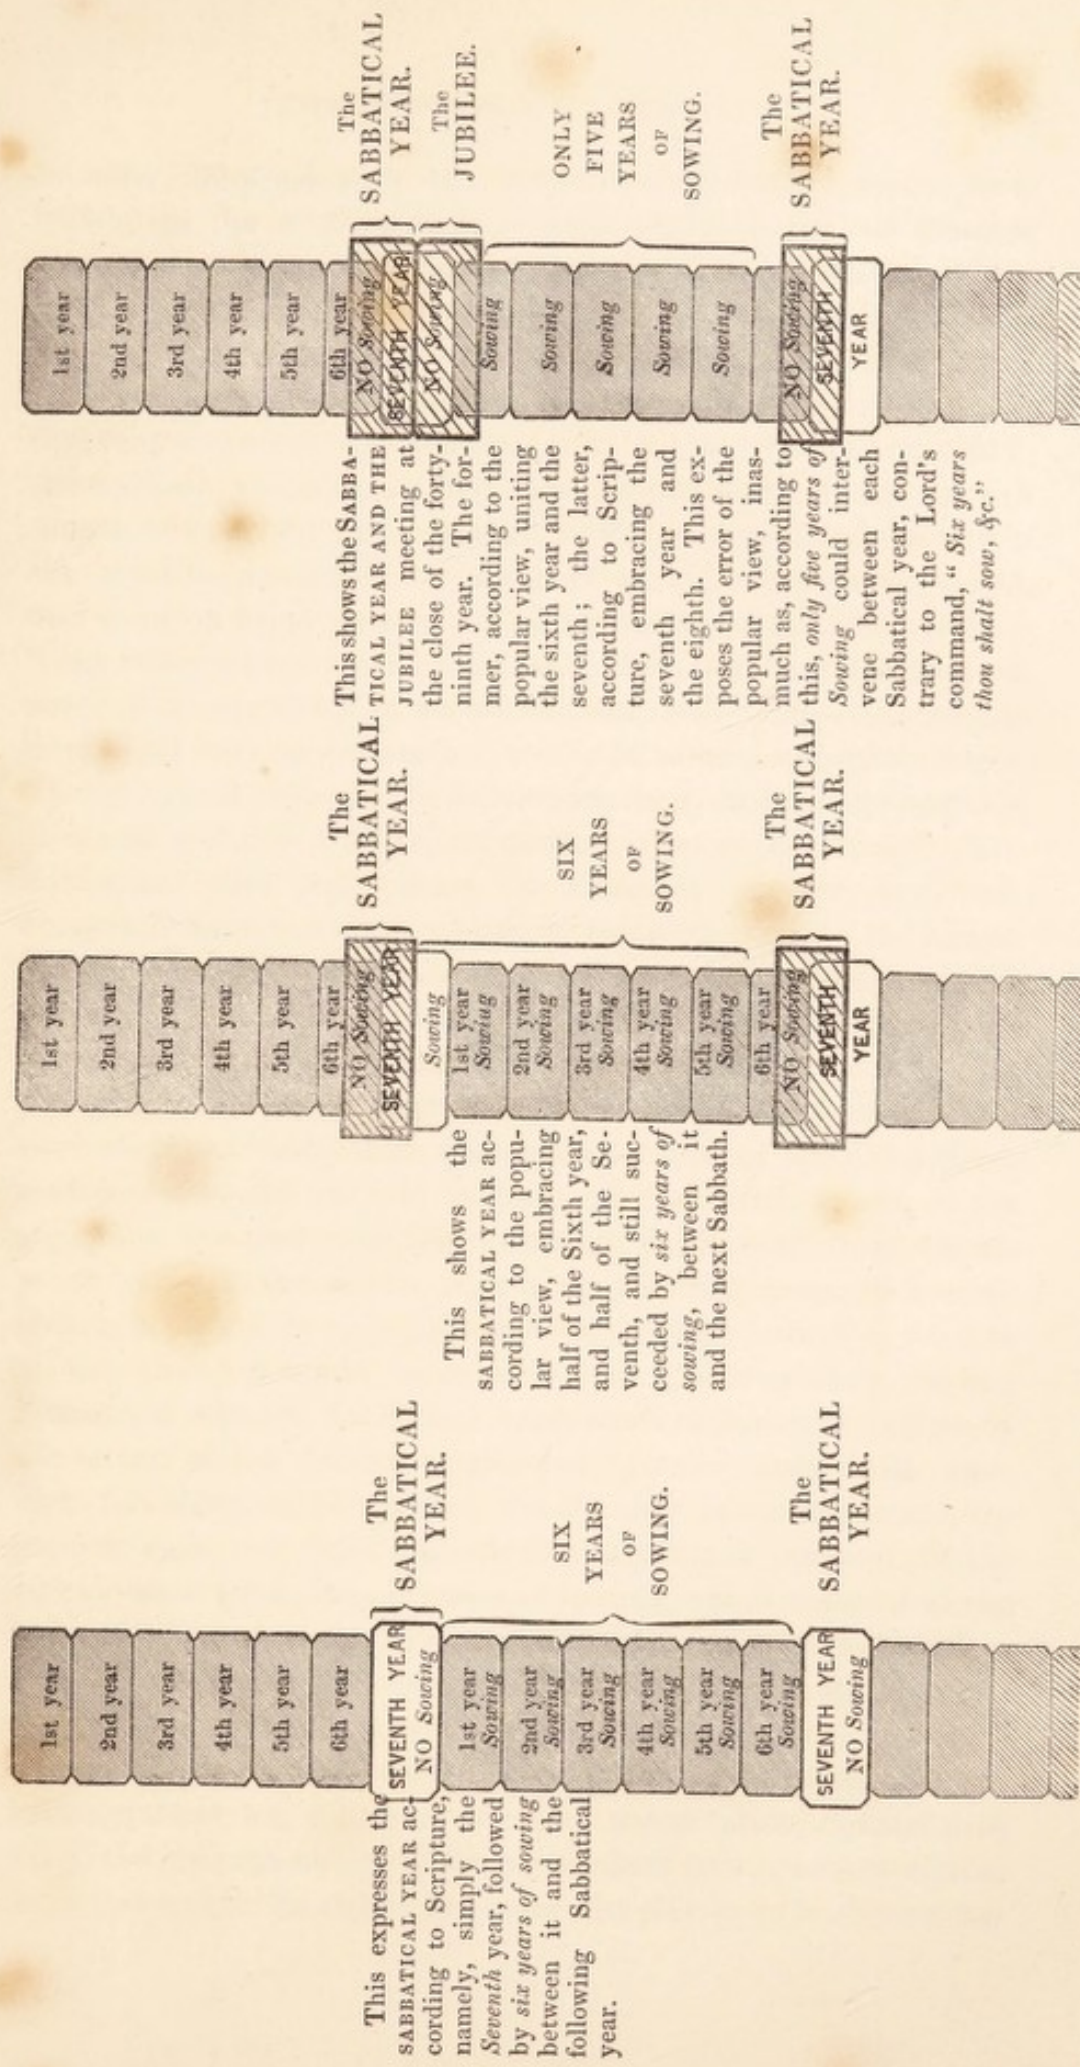 This expresses the
SABBATICAL YEAR ac-
cording to Scripture,
namely, simply the
Seventh year, followed
by six years of sowing
between it and the
following Sabbatical
year.
1st year
2nd year
3rd year
4th year
5th year
6th year
SEVENTH YEAR
NO Sowing
1st year
Sowing
2nd year
Sowing
3rd year
Sowing
4th year
Sowing
5th year
Sowing
6th year
Sowing
SEVENTH YEAR
NO Sowing
The
SABBATICAL
YEAR.
SIX
YEARS
OF
SOWING.
The
SABBATICAL
YEAR.
This shows the
SABBATICAL YEAR ac-
cording to the popu-
lar view, embracing
half of the Sixth year,
and half of the Se-
venth, and still suc-
ceeded by six years of
sowing, between it
and the next Sabbath.
1st year
2nd year
3rd year
4th year
5th year
6th year
NO Sowing
SEVENTH YEAR
Sowing
1st year
Sowing
2nd year
Sowing
3rd year
Sowing
4th year
Sowing
5th year
Sowing
6th year
NO Sowing
SEVENTH
YEAR
The
SABBATICAL
YEAR.
SIX
YEARS
OF
SOWING.
The
SABBATICAL
YEAR.
This shows the SABBA-
TICAL YEAR AND THE
JUBILEE meeting at
the close of the forty-
ninth year. The for-
mer, according to the
popular view, uniting
the sixth year and the
seventh; the latter,
according to Scrip-
ture, embracing the
seventh year and
the eighth. This ex-
poses the error of the
popular view, inas-
much as, according to
this, only five years of
Sowing could inter-
vene between each
Sabbatical year, con-
trary to the Lord's
command, “ Six years
thou shalt sow, &c.”
1st year
2nd year
3rd year
4th year
5th year
6th year
NO Sowing
SEVENTH YEAR
NO Sowing
Sowing
Sowing
Sowing
Sowing
Sowing
NO Sowing
SEVENTH
YEAR
The
SABBATICAL
YEAR.
The
JUBILEE.
ONLY
FIVE
YEARS
OF
SOWING.
The
SABBATICAL
YEAR.